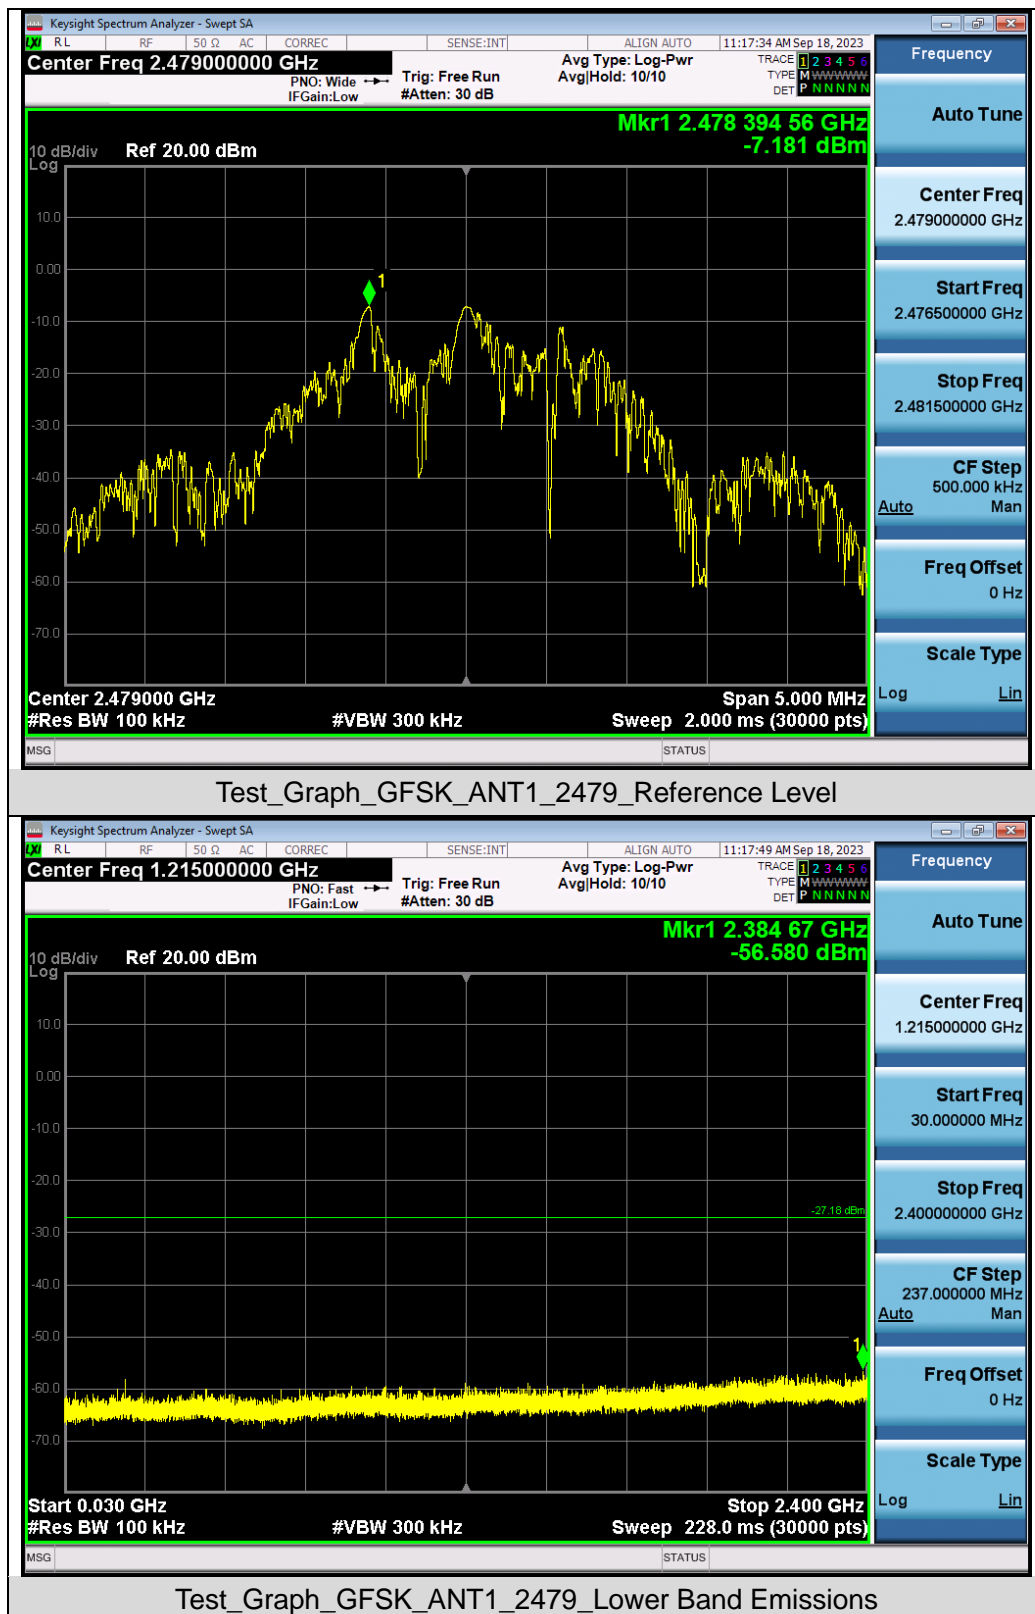 Keysight Spectrum Analyzer - Swept SA
LXI RL RF 50 Ω AC CORREC SENSE:INT ALIGN AUTO 11:17:34 AM Sep 18, 2023
Center Freq 2.479000000 GHz
PNO: Wide
IFGain:Low
Trig: Free Run
#Atten: 30 dB
Avg Type: Log-Pwr
Avg|Hold: 10/10
TRACE 1 2 3 4 5 6
TYPE M WWWWW
DET P N N N N N
Mkr1 2.478 394 56 GHz
-7.181 dBm
10 dB/div Ref 20.00 dBm
Log
10.0
0.00
-10.0
-20.0
-30.0
-40.0
-50.0
-60.0
-70.0
1
Center 2.479000 GHz
Span 5.000 MHz
#Res BW 100 kHz #VBW 300 kHz Sweep 2.000 ms (30000 pts)
MSG STATUS
Frequency
Auto Tune
Center Freq
2.479000000 GHz
Start Freq
2.476500000 GHz
Stop Freq
2.481500000 GHz
CF Step
500.000 kHz
Auto Man
Freq Offset
0 Hz
Scale Type
Log Lin
Test_Graph_GFSK_ANT1_2479_Reference Level
Keysight Spectrum Analyzer - Swept SA
LXI RL RF 50 Ω AC CORREC SENSE:INT ALIGN AUTO 11:17:49 AM Sep 18, 2023
Center Freq 1.215000000 GHz
PNO: Fast
IFGain:Low
Trig: Free Run
#Atten: 30 dB
Avg Type: Log-Pwr
Avg|Hold: 10/10
TRACE 1 2 3 4 5 6
TYPE M WWWWW
DET P N N N N N
Mkr1 2.384 67 GHz
-56.580 dBm
10 dB/div Ref 20.00 dBm
Log
10.0
0.00
-10.0
-20.0
-27.18 dBm
-30.0
-40.0
-50.0
-60.0
-70.0
1
Start 0.030 GHz
Stop 2.400 GHz
#Res BW 100 kHz #VBW 300 kHz Sweep 228.0 ms (30000 pts)
MSG STATUS
Frequency
Auto Tune
Center Freq
1.215000000 GHz
Start Freq
30.000000 MHz
Stop Freq
2.400000000 GHz
CF Step
237.000000 MHz
Auto Man
Freq Offset
0 Hz
Scale Type
Log Lin
Test_Graph_GFSK_ANT1_2479_Lower Band Emissions